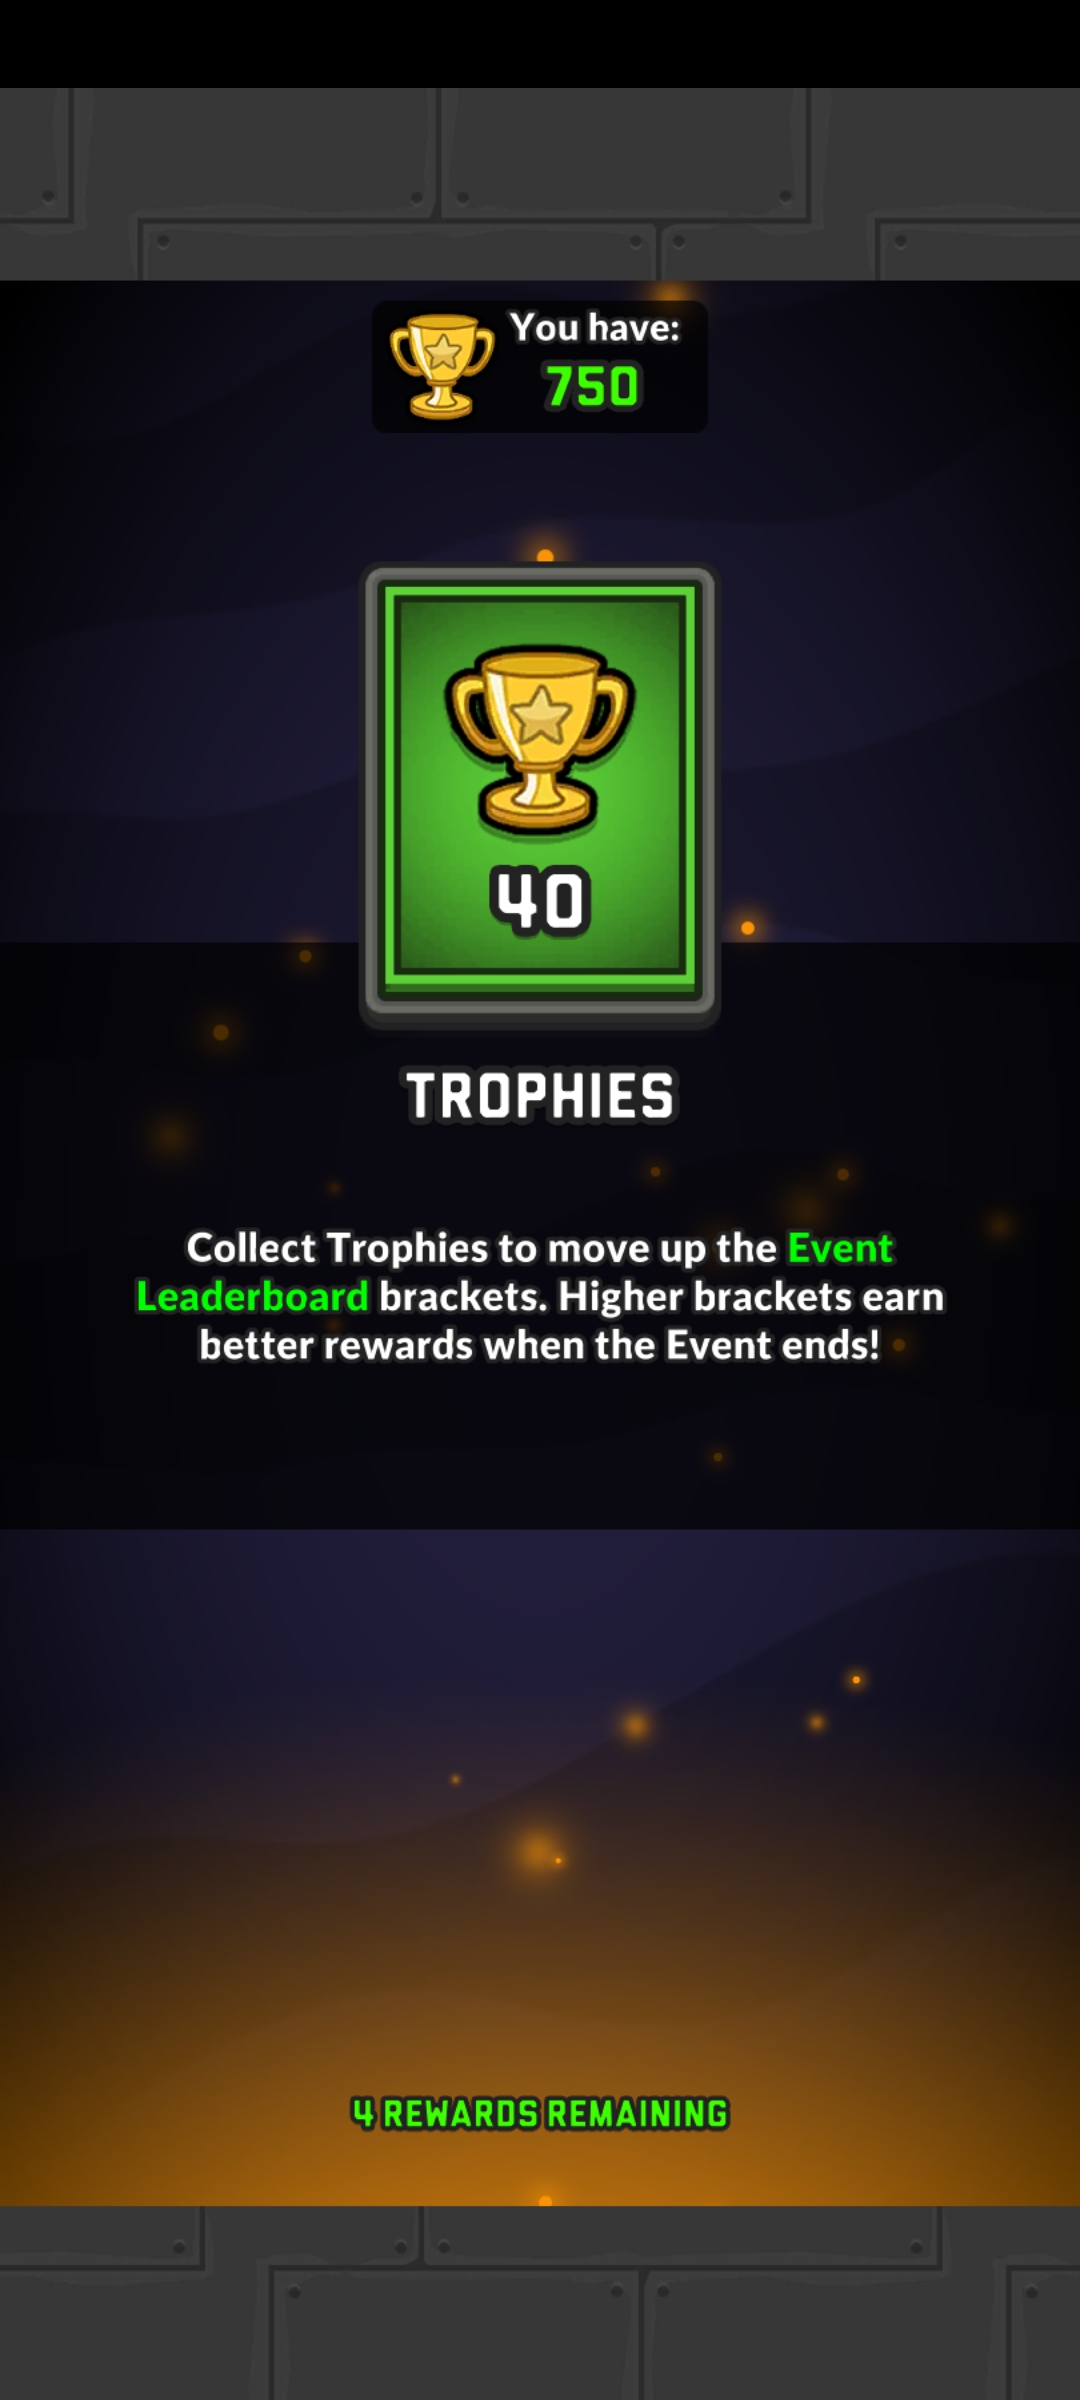 You have:
750
40
TROPHIES
Collect Trophies to move up the Event
Leaderboard brackets. Higher brackets earn
better rewards when the Event ends!
4 REWARDS REMAINING